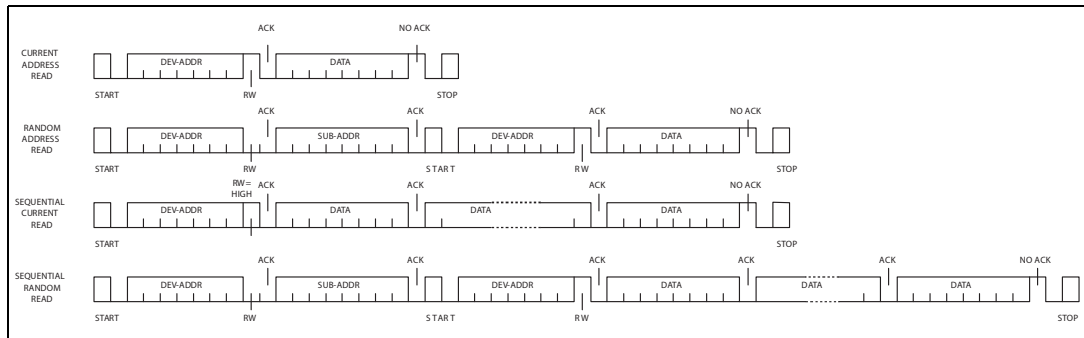 ACK NO ACK
CURRENT
ADDRESS
READ
DEV-ADDR DATA
START RW STOP
ACK ACK ACK NO ACK
RANDOM
ADDRESS
READ
DEV-ADDR SUB-ADDR DEV-ADDR DATA
START RW START RW STOP
RW=
HIGH
ACK ACK ACK NO ACK
SEQUENTIAL
CURRENT
READ
DEV-ADDR DATA DATA DATA
START STOP
ACK ACK ACK ACK ACK NO ACK
SEQUENTIAL
RANDOM
READ
DEV-ADDR SUB-ADDR DEV-ADDR DATA DATA DATA
START RW START RW STOP